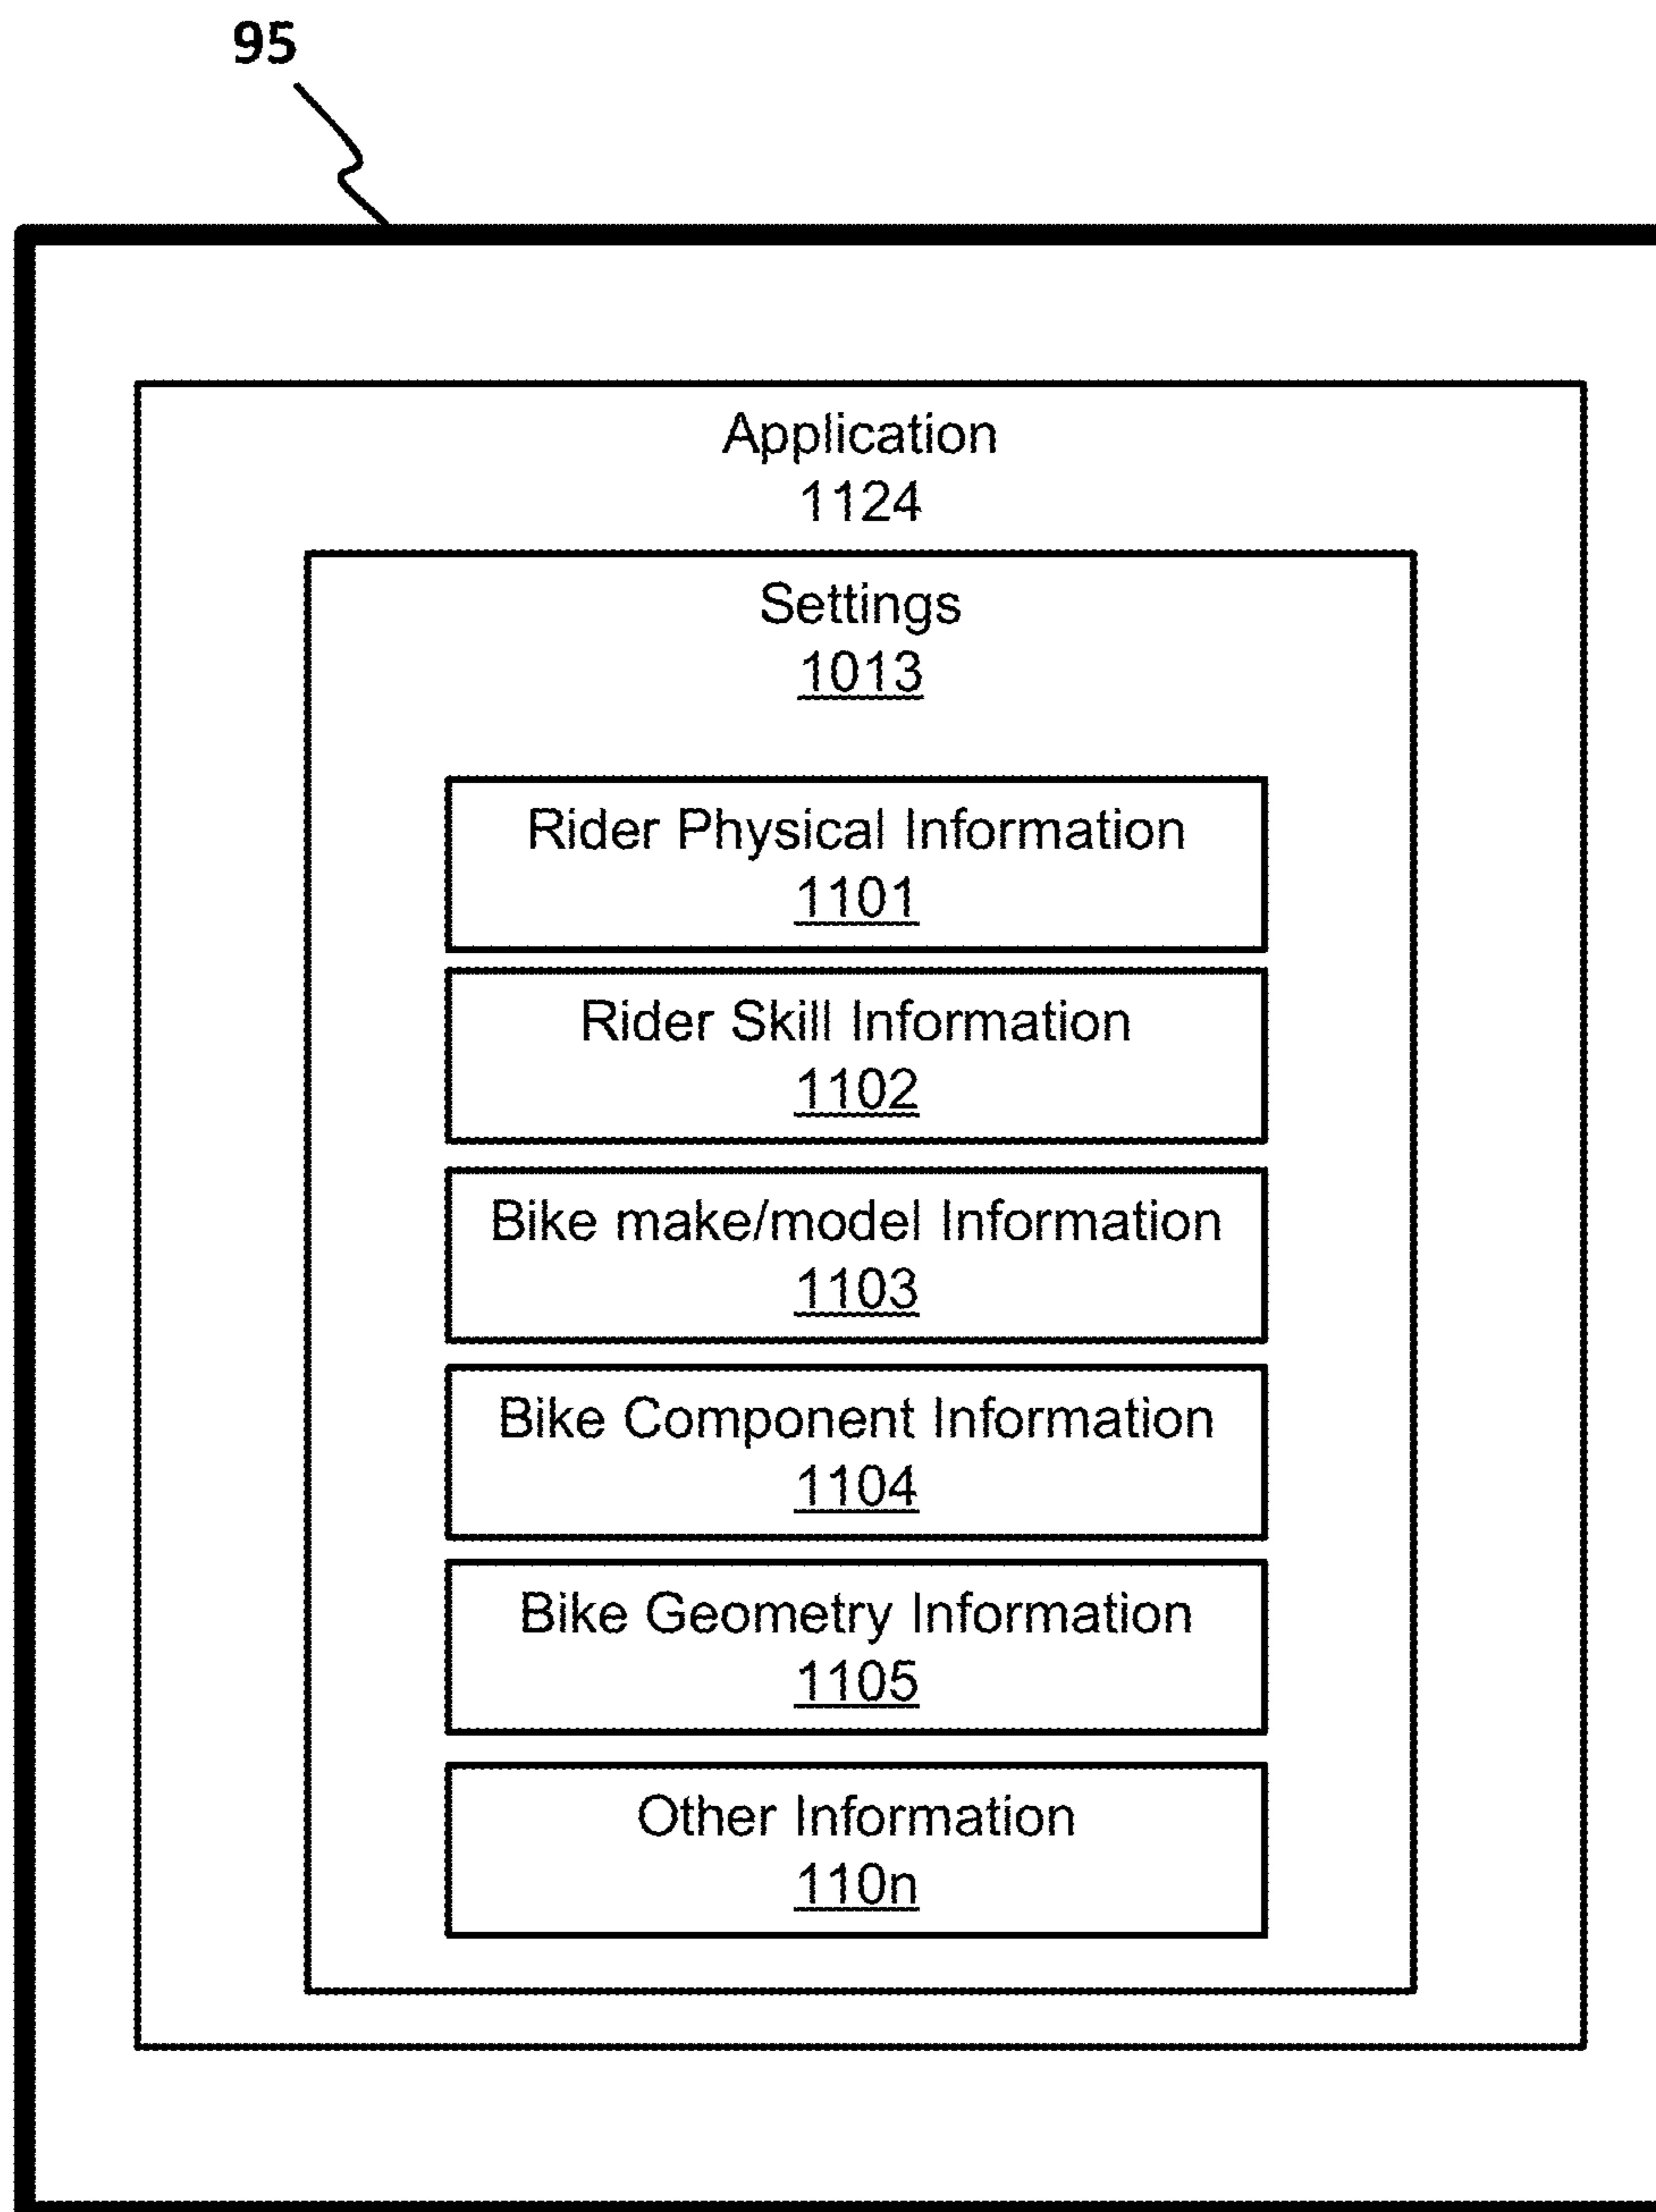 95
Application
1124
Settings
1013
Rider Physical Information
1101
Rider Skill Information
1102
Bike make/model Information
1103
Bike Component Information
1104
Bike Geometry Information
1105
Other Information
110n